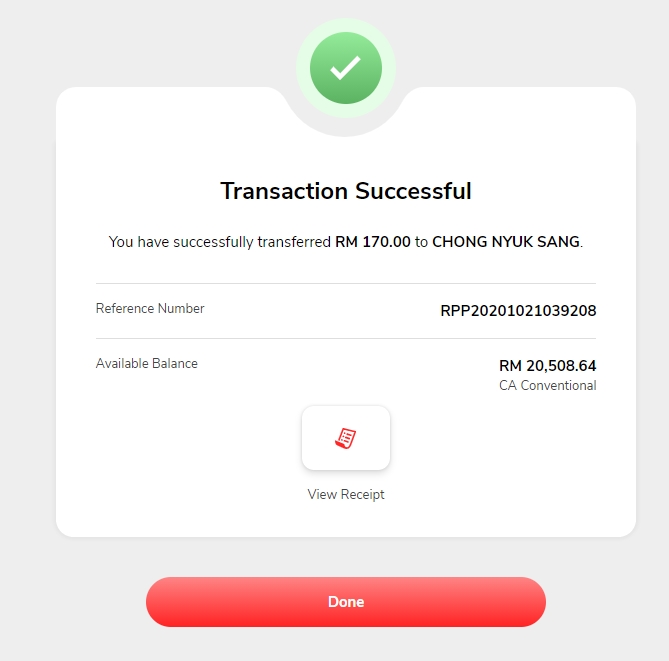 Transaction Successful
You have successfully transferred RM 170.00 to CHONG NYUK SANG.
Reference Number
RPP20201021039208
Available Balance
RM 20,508.64
CA Conventional
View Receipt
Done